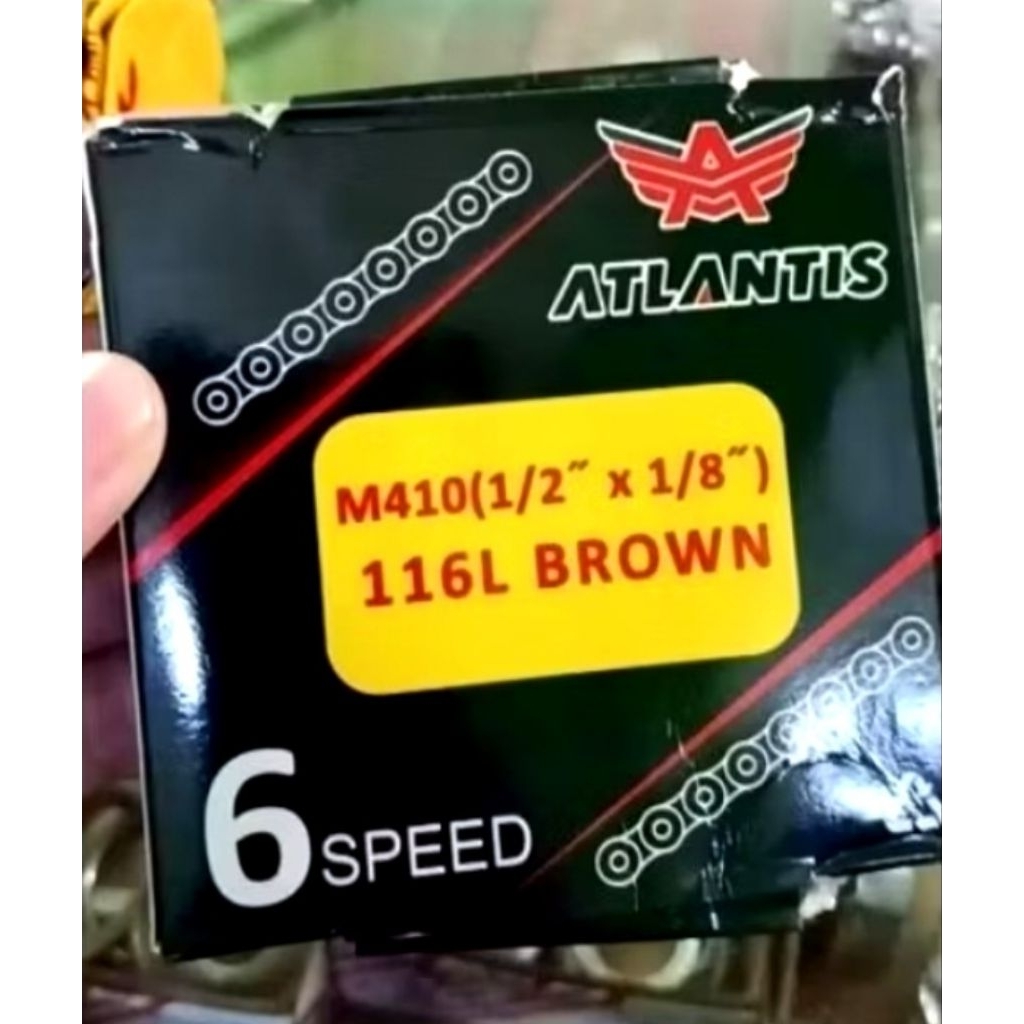 ATLANTIS
M410(1/2˝ x 1/8˝)
116L BROWN
6 SPEED